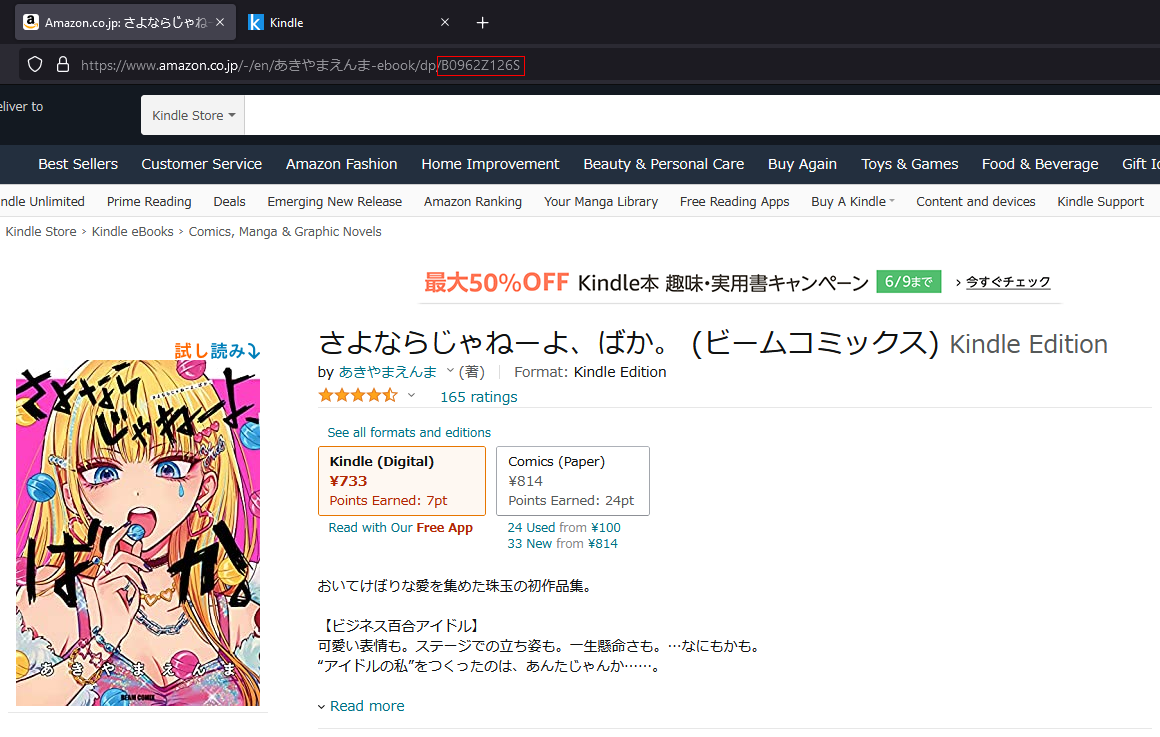 Amazon.co.jp: さよならじゃね
Kindle
https://www.amazon.co.jp/-/en/あきやまえんま-ebook/dp/B0962Z126S
eliver to
Kindle Store
Best Sellers Customer Service Amazon Fashion Home Improvement Beauty & Personal Care Buy Again Toys & Games Food & Beverage Gift Id
ndle Unlimited Prime Reading Deals Emerging New Release Amazon Ranking Your Manga Library Free Reading Apps Buy A Kindle Content and devices Kindle Support
Kindle Store › Kindle eBooks › Comics, Manga & Graphic Novels
最大50%OFF Kindle本 趣味・実用書キャンペーン 6/9まで › 今すぐチェック
試し読み
さよならじゃねーよ、ばか。
さよならじゃねーよ、
ばか。
あきやまえんま
BEAM COMIX
さよならじゃねーよ、ばか。 (ビームコミックス) Kindle Edition
by あきやまえんま (著) Format: Kindle Edition
165 ratings
See all formats and editions
Kindle (Digital)
¥733
Points Earned: 7pt
Read with Our Free App
Comics (Paper)
¥814
Points Earned: 24pt
24 Used from ¥100
33 New from ¥814
おいてけぼりな愛を集めた珠玉の初作品集。
【ビジネス百合アイドル】
可愛い表情も。ステージでの立ち姿も。一生懸命さも。…なにもかも。
“アイドルの私”をつくったのは、あんたじゃんか……。
Read more